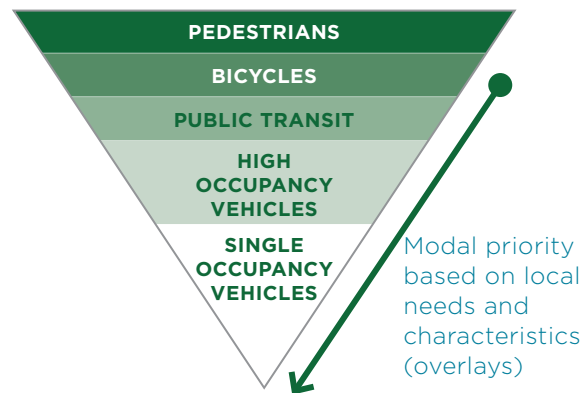 PEDESTRIANS
BICYCLES
PUBLIC TRANSIT
HIGH
OCCUPANCY
VEHICLES
SINGLE
OCCUPANCY
VEHICLES
Modal priority
based on local
needs and
characteristics
(overlays)